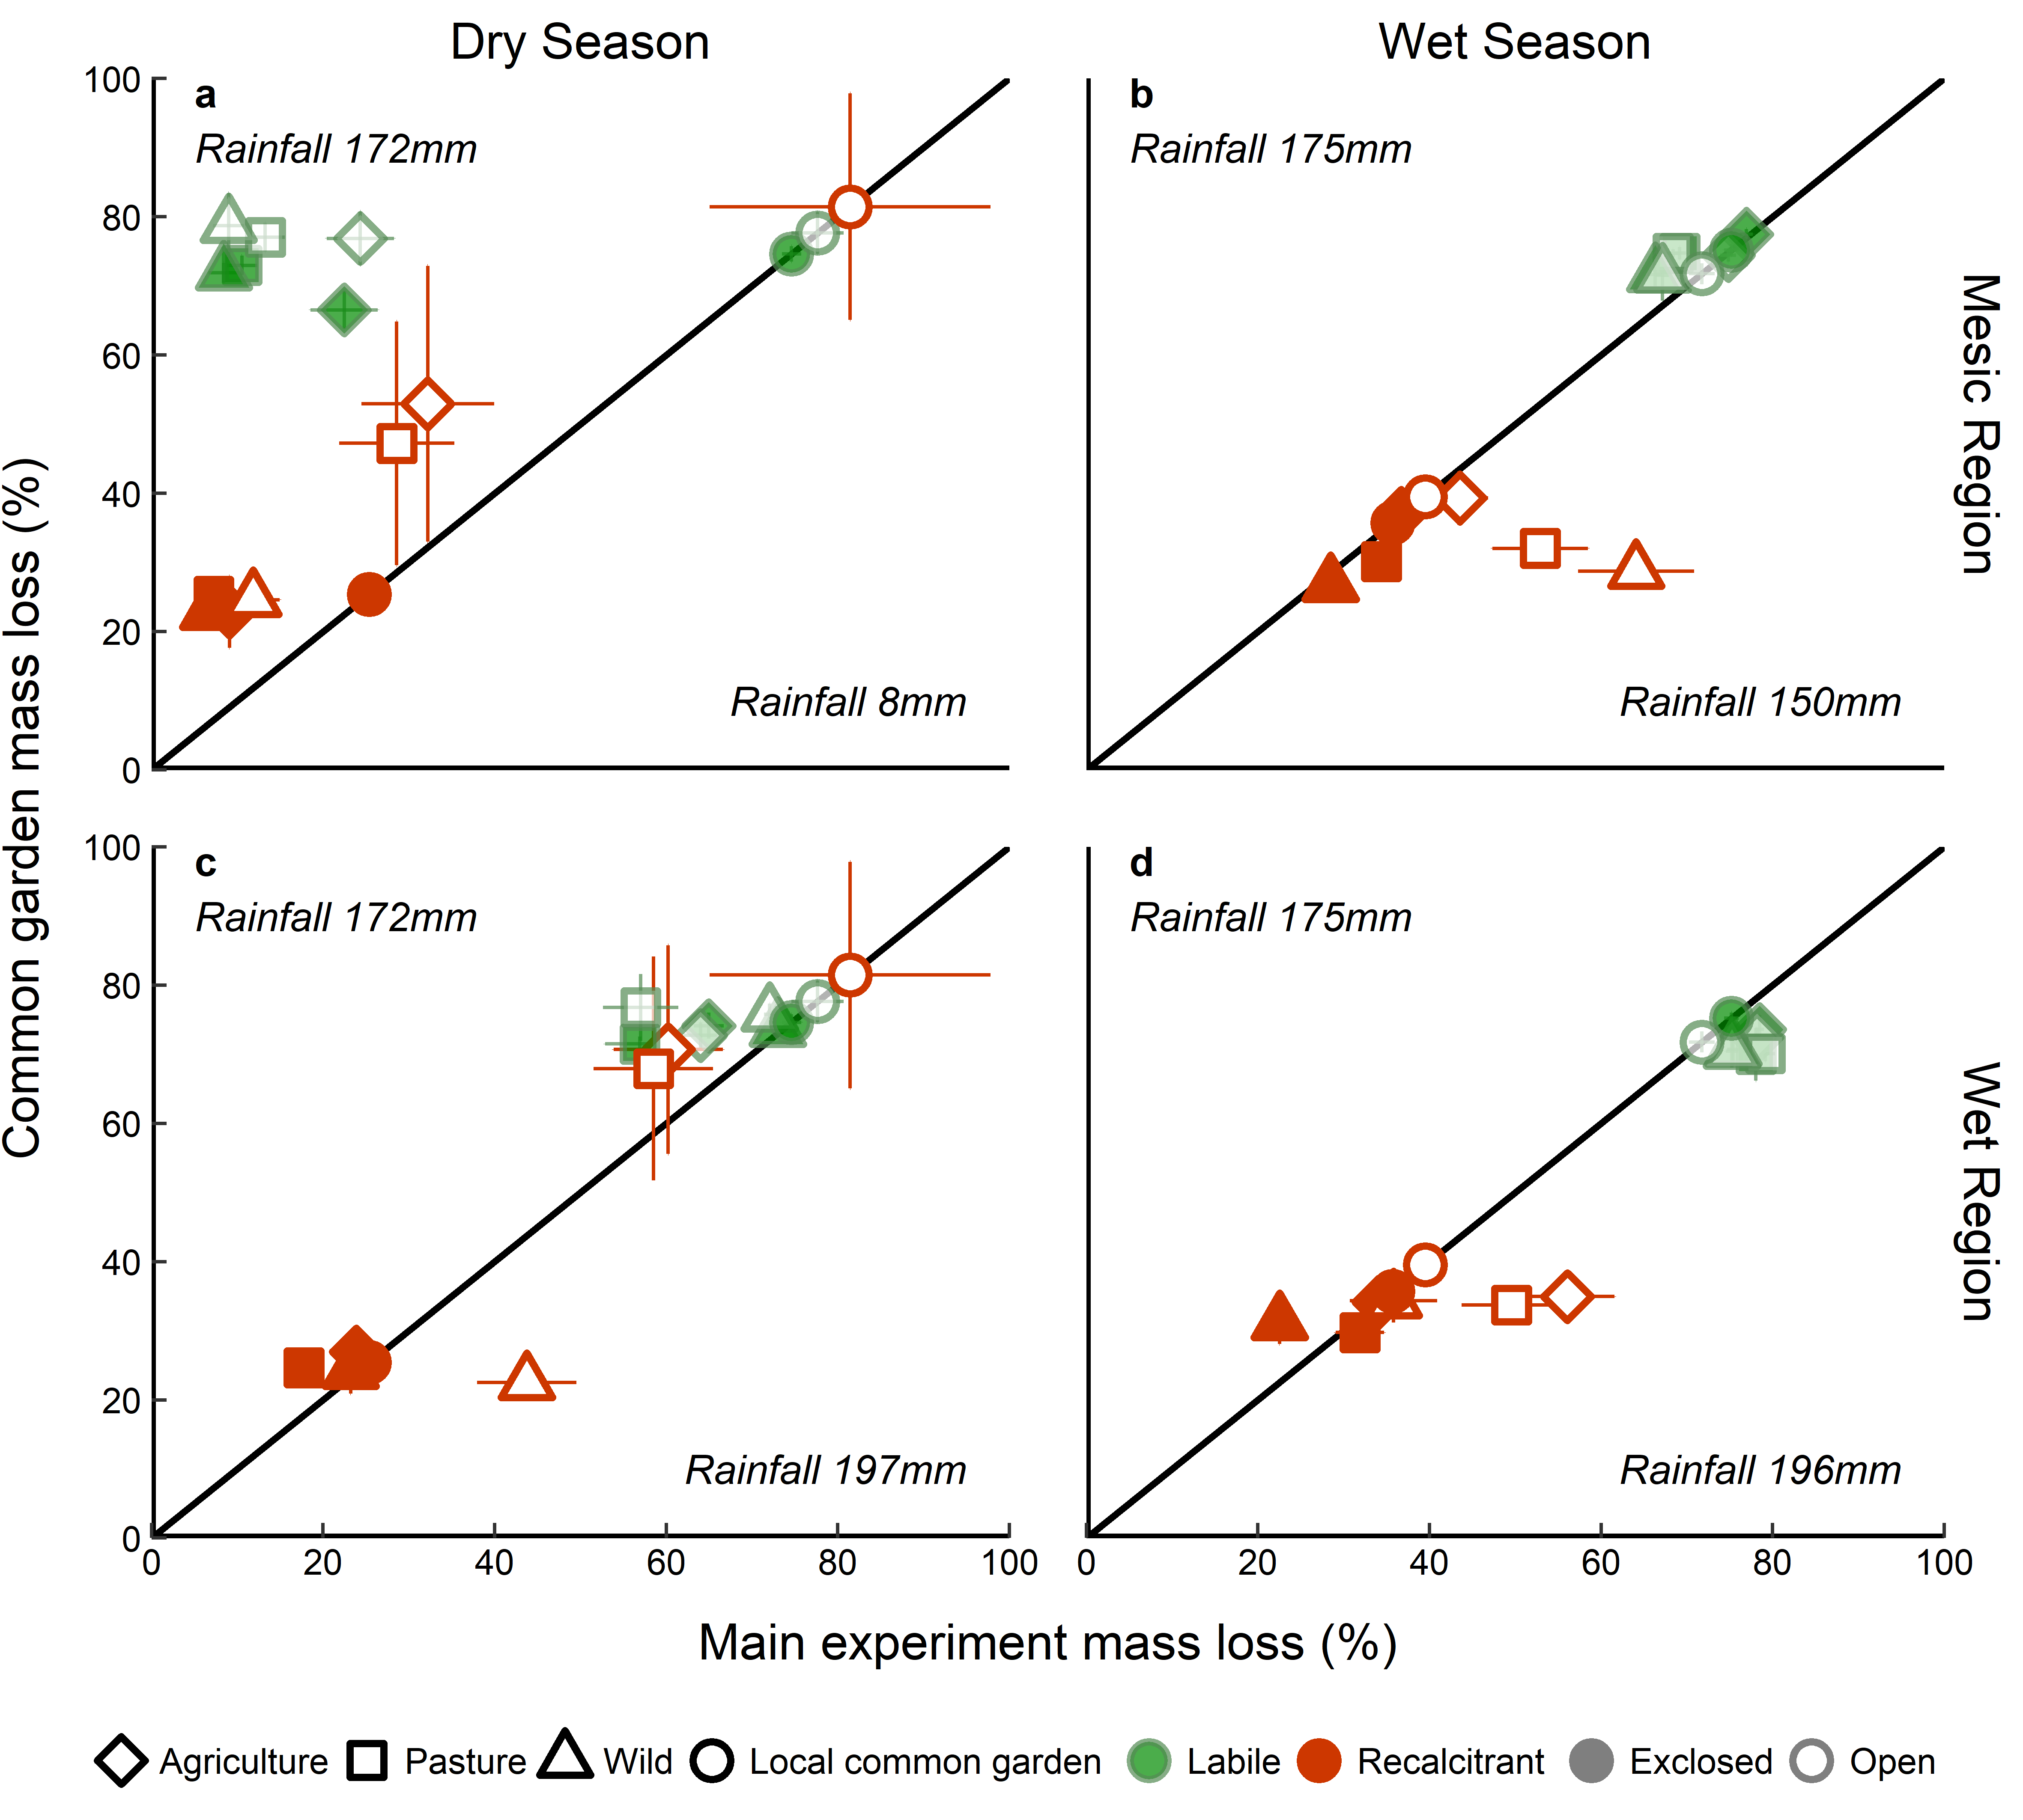 Dry Season
Wet Season
100
a
b
Rainfall 172mm
Rainfall 175mm
80
60
40
20
0
Rainfall 8mm
Rainfall 150mm
Mesic Region
Common garden mass loss (%)
100
c
d
Rainfall 172mm
Rainfall 175mm
80
60
40
20
0
Rainfall 197mm
Rainfall 196mm
Wet Region
0 20 40 60 80 100 0 20 40 60 80 100
Main experiment mass loss (%)
Agriculture Pasture Wild Local common garden Labile Recalcitrant Exclosed Open